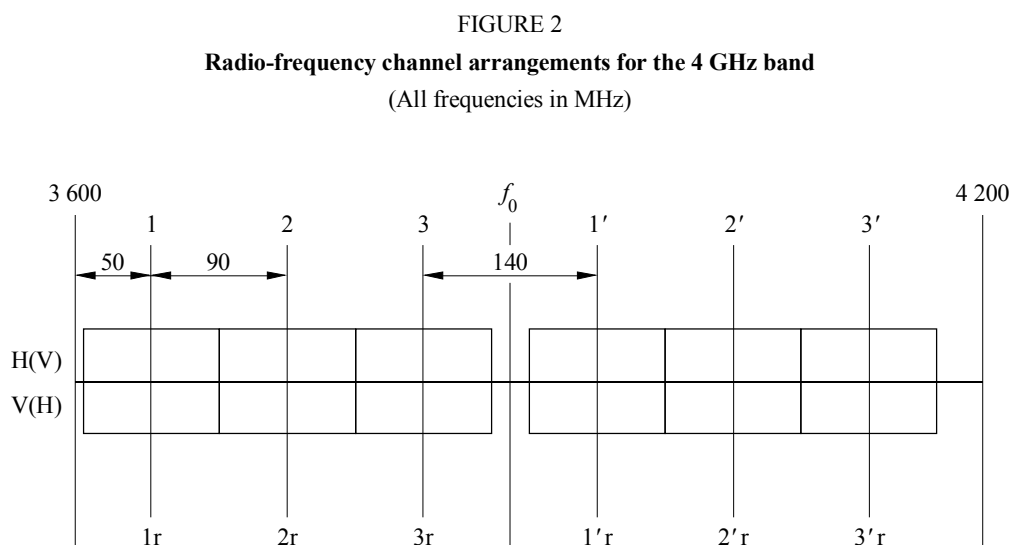 FIGURE 2
Radio-frequency channel arrangements for the 4 GHz band
(All frequencies in MHz)
3 600 f0 4 200
1 2 3 1′ 2′ 3′
50 90 140
H(V)
V(H)
1r 2r 3r 1′r 2′r 3′r